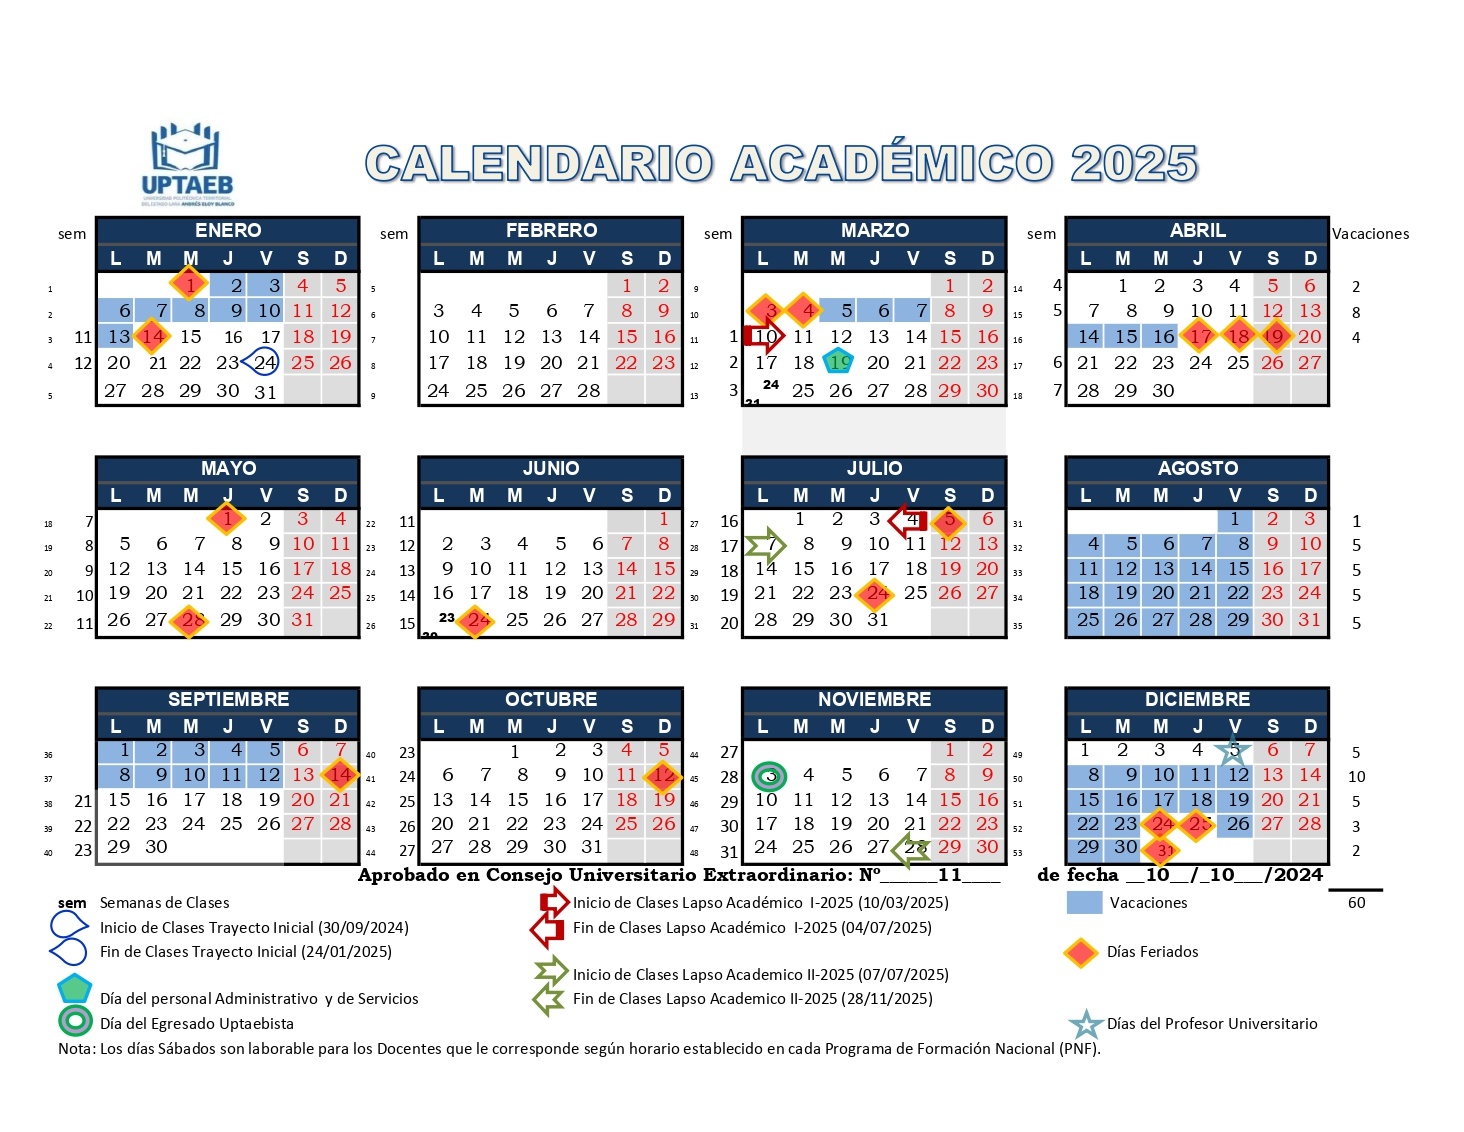 CALENDARIO ACADÉMICO 2025
UPTAEB
UNIVERSIDAD POLITÉCNICA TERRITORIAL
DEL ESTADO LARA ANDRÉS ELOY BLANCO
sem ENERO sem FEBRERO sem MARZO sem ABRIL Vacaciones
L M M J V S D L M M J V S D L M M J V S D L M M J V S D
1 1 2 3 4 5 5 1 2 9 1 2 14 4 1 2 3 4 5 6 2
2 6 7 8 9 10 11 12 6 3 4 5 6 7 8 9 10 3 4 5 6 7 8 9 15 5 7 8 9 10 11 12 13 8
3 11 13 14 15 16 17 18 19 7 10 11 12 13 14 15 16 11 1 10 11 12 13 14 15 16 16 14 15 16 17 18 19 20 4
4 12 20 21 22 23 24 25 26 8 17 18 19 20 21 22 23 12 2 17 18 19 20 21 22 23 17 6 21 22 23 24 25 26 27
5 27 28 29 30 31 9 24 25 26 27 28 13 3 24 31 25 26 27 28 29 30 18 7 28 29 30
MAYO JUNIO JULIO AGOSTO
L M M J V S D L M M J V S D L M M J V S D L M M J V S D
18 7 1 2 3 4 22 11 1 27 16 1 2 3 4 5 6 31 1 2 3 1
19 8 5 6 7 8 9 10 11 23 12 2 3 4 5 6 7 8 28 17 7 8 9 10 11 12 13 32 4 5 6 7 8 9 10 5
20 9 12 13 14 15 16 17 18 24 13 9 10 11 12 13 14 15 29 18 14 15 16 17 18 19 20 33 11 12 13 14 15 16 17 5
21 10 19 20 21 22 23 24 25 25 14 16 17 18 19 20 21 22 30 19 21 22 23 24 25 26 27 34 18 19 20 21 22 23 24 5
22 11 26 27 28 29 30 31 26 15 23 30 24 25 26 27 28 29 31 20 28 29 30 31 35 25 26 27 28 29 30 31 5
SEPTIEMBRE OCTUBRE NOVIEMBRE DICIEMBRE
L M M J V S D L M M J V S D L M M J V S D L M M J V S D
36 1 2 3 4 5 6 7 40 23 1 2 3 4 5 44 27 1 2 49 1 2 3 4 5 6 7 5
37 8 9 10 11 12 13 14 41 24 6 7 8 9 10 11 12 45 28 3 4 5 6 7 8 9 50 8 9 10 11 12 13 14 10
38 21 15 16 17 18 19 20 21 42 25 13 14 15 16 17 18 19 46 29 10 11 12 13 14 15 16 51 15 16 17 18 19 20 21 5
39 22 22 23 24 25 26 27 28 43 26 20 21 22 23 24 25 26 47 30 17 18 19 20 21 22 23 52 22 23 24 25 26 27 28 3
40 23 29 30 44 27 27 28 29 30 31 48 31 24 25 26 27 28 29 30 53 29 30 31 2
Aprobado en Consejo Universitario Extraordinario: Nº______11____ de fecha __10__/_10___/2024
sem Semanas de Clases Inicio de Clases Lapso Académico I-2025 (10/03/2025) Vacaciones 60
Inicio de Clases Trayecto Inicial (30/09/2024) Fin de Clases Lapso Académico I-2025 (04/07/2025)
Fin de Clases Trayecto Inicial (24/01/2025) Días Feriados
Inicio de Clases Lapso Academico II-2025 (07/07/2025)
Día del personal Administrativo y de Servicios Fin de Clases Lapso Academico II-2025 (28/11/2025)
Día del Egresado Uptaebista Días del Profesor Universitario
Nota: Los días Sábados son laborable para los Docentes que le corresponde según horario establecido en cada Programa de Formación Nacional (PNF).